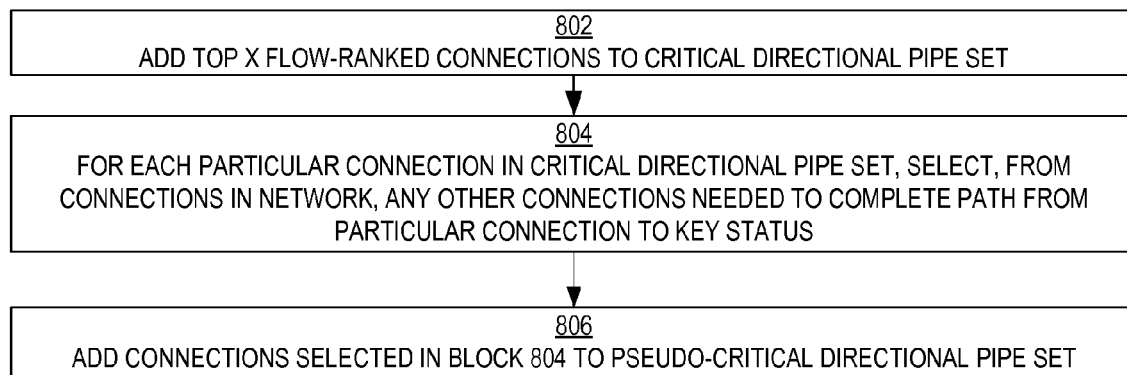 802
ADD TOP X FLOW-RANKED CONNECTIONS TO CRITICAL DIRECTIONAL PIPE SET
804
FOR EACH PARTICULAR CONNECTION IN CRITICAL DIRECTIONAL PIPE SET, SELECT, FROM
CONNECTIONS IN NETWORK, ANY OTHER CONNECTIONS NEEDED TO COMPLETE PATH FROM
PARTICULAR CONNECTION TO KEY STATUS
806
ADD CONNECTIONS SELECTED IN BLOCK 804 TO PSEUDO-CRITICAL DIRECTIONAL PIPE SET